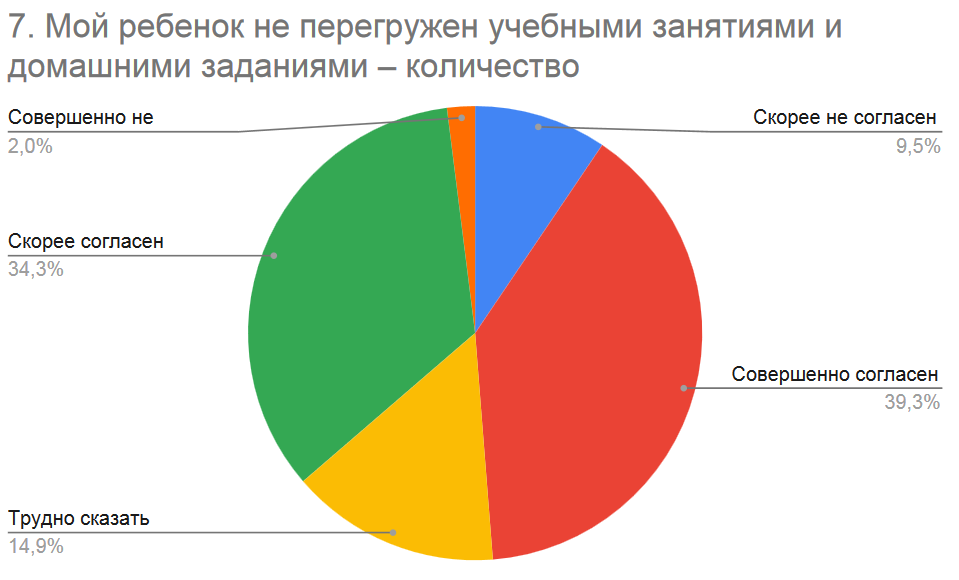 7. Мой ребенок не перегружен учебными занятиями и
домашними заданиями – количество
Совершенно не
2,0%
Скорее не согласен
9,5%
Скорее согласен
34,3%
Совершенно согласен
39,3%
Трудно сказать
14,9%